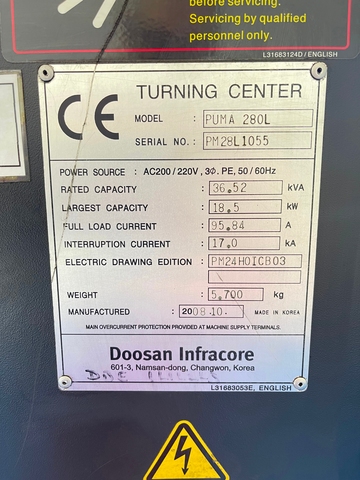 before servicing.
Servicing by qualified
personnel only.
L31683124D / ENGLISH
CE TURNING CENTER
MODEL : PUMA 280L
SERIAL NO. : PM28L1055
POWER SOURCE : AC200 / 220V, 3Φ. PE, 50 / 60Hz
RATED CAPACITY : 36.52 kVA
LARGEST CAPACITY : 18.5 kW
FULL LOAD CURRENT : 95.84 A
INTERRUPTION CURRENT : 17.0 kA
ELECTRIC DRAWING EDITION : PM24H0ICB03
WEIGHT : 5,700 kg
MANUFACTURED : 2008.10. MADE IN KOREA
MAIN OVERCURRENT PROTECTION PROVIDED AT MACHINE SUPPLY TERMINALS.
Doosan Infracore
601-3, Namsan-dong, Changwon, Korea
L31683053E, ENGLISH